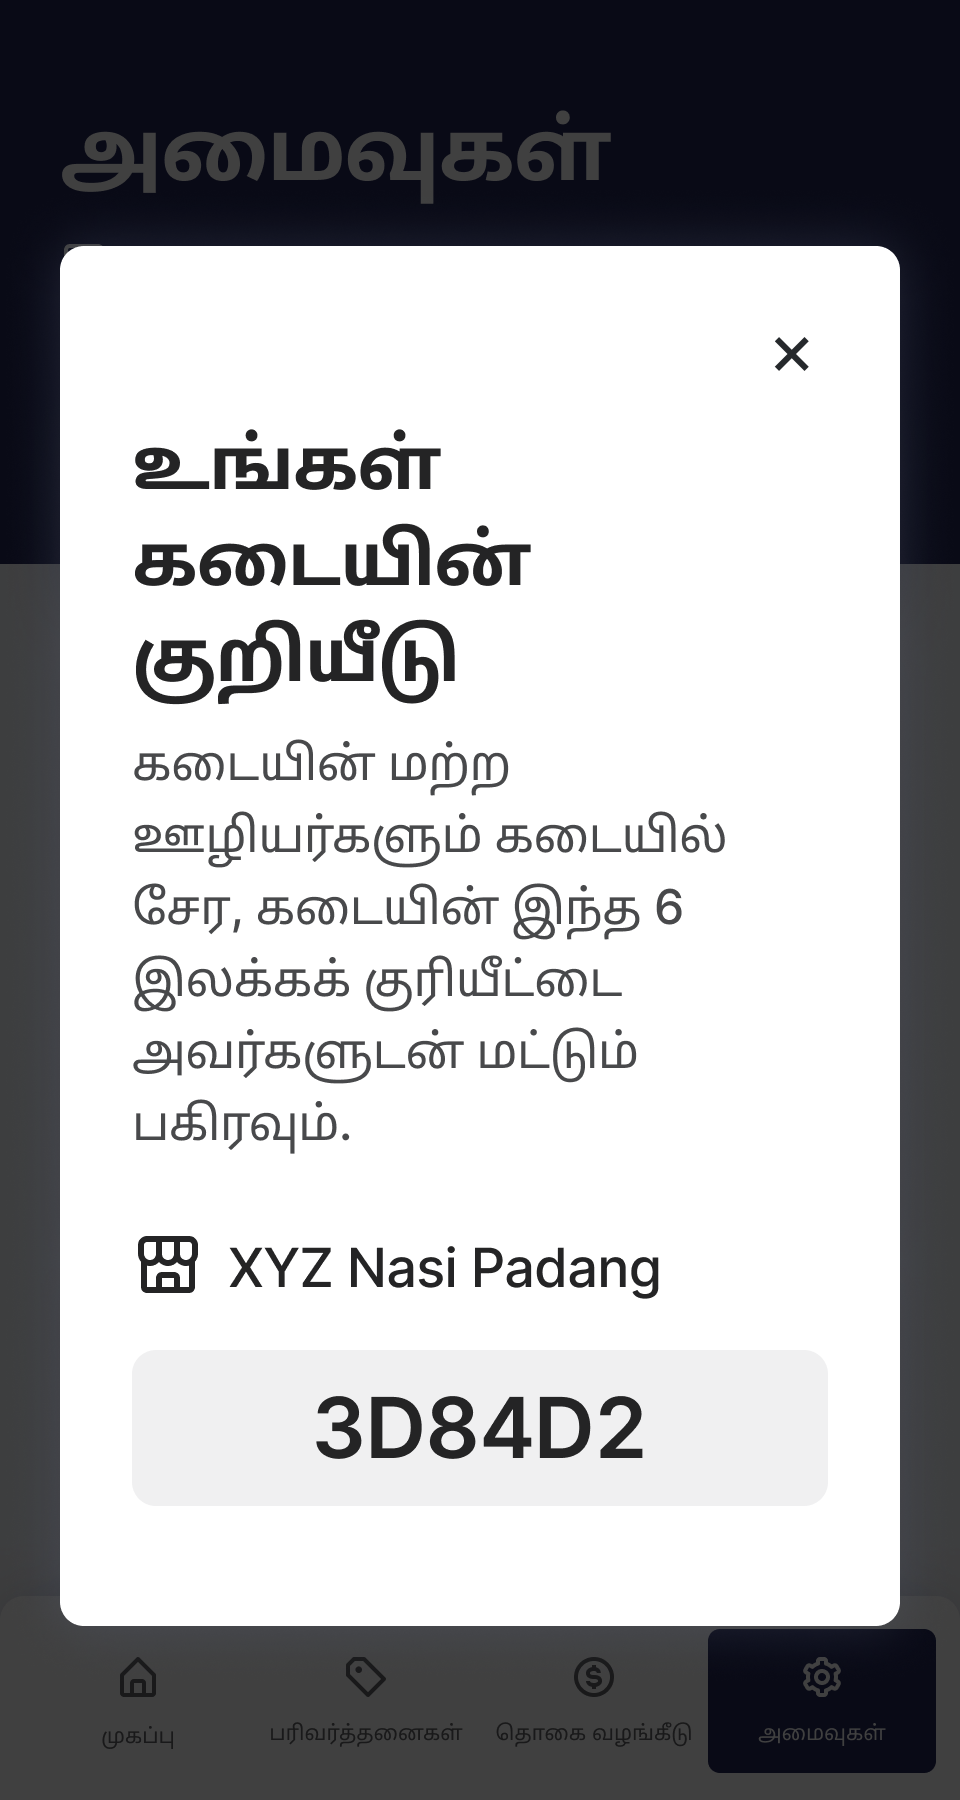 அமைவுகள்
உங்கள்
கடையின்
குறியீடு
கடையின் மற்ற
ஊழியர்களும் கடையில்
சேர, கடையின் இந்த 6
இலக்கக் குரியீட்டை
அவர்களுடன் மட்டும்
பகிரவும்.
XYZ Nasi Padang
3D84D2
முகப்பு
பரிவர்த்தனைகள்
தொகை வழங்கீடு
அமைவுகள்